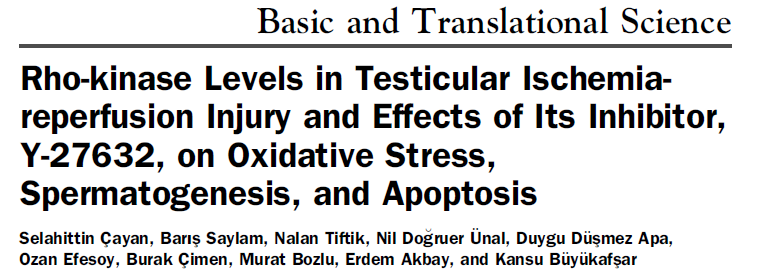 Basic and Translational Science
Rho-kinase Levels in Testicular Ischemia-
reperfusion Injury and Effects of Its Inhibitor,
Y-27632, on Oxidative Stress,
Spermatogenesis, and Apoptosis
Selahittin Çayan, Barış Saylam, Nalan Tiftik, Nil Doğruer Ünal, Duygu Düşmez Apa,
Ozan Efesoy, Burak Çimen, Murat Bozlu, Erdem Akbay, and Kansu Büyükafşar